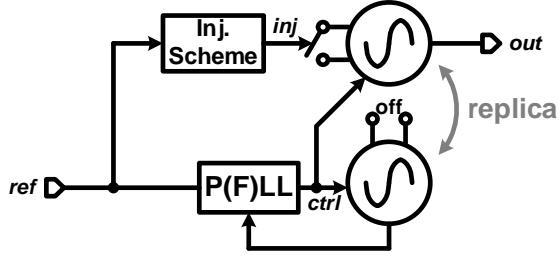 Inj.
Scheme
inj
out
off
replica
ref
P(F)LL
ctrl